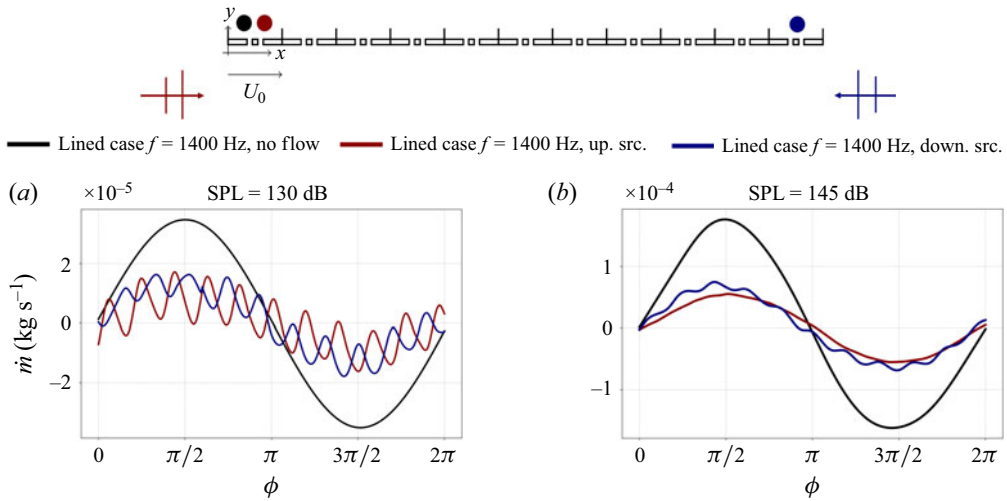 y
x
U₀
Lined case f = 1400 Hz, no flow Lined case f = 1400 Hz, up. src. Lined case f = 1400 Hz, down. src.
(a) ×10⁻⁵ SPL = 130 dB
2
0
−2
ṁ (kg s⁻¹)
0 π/2 π 3π/2 2π
ϕ
(b) ×10⁻⁴ SPL = 145 dB
1
0
−1
0 π/2 π 3π/2 2π
ϕ